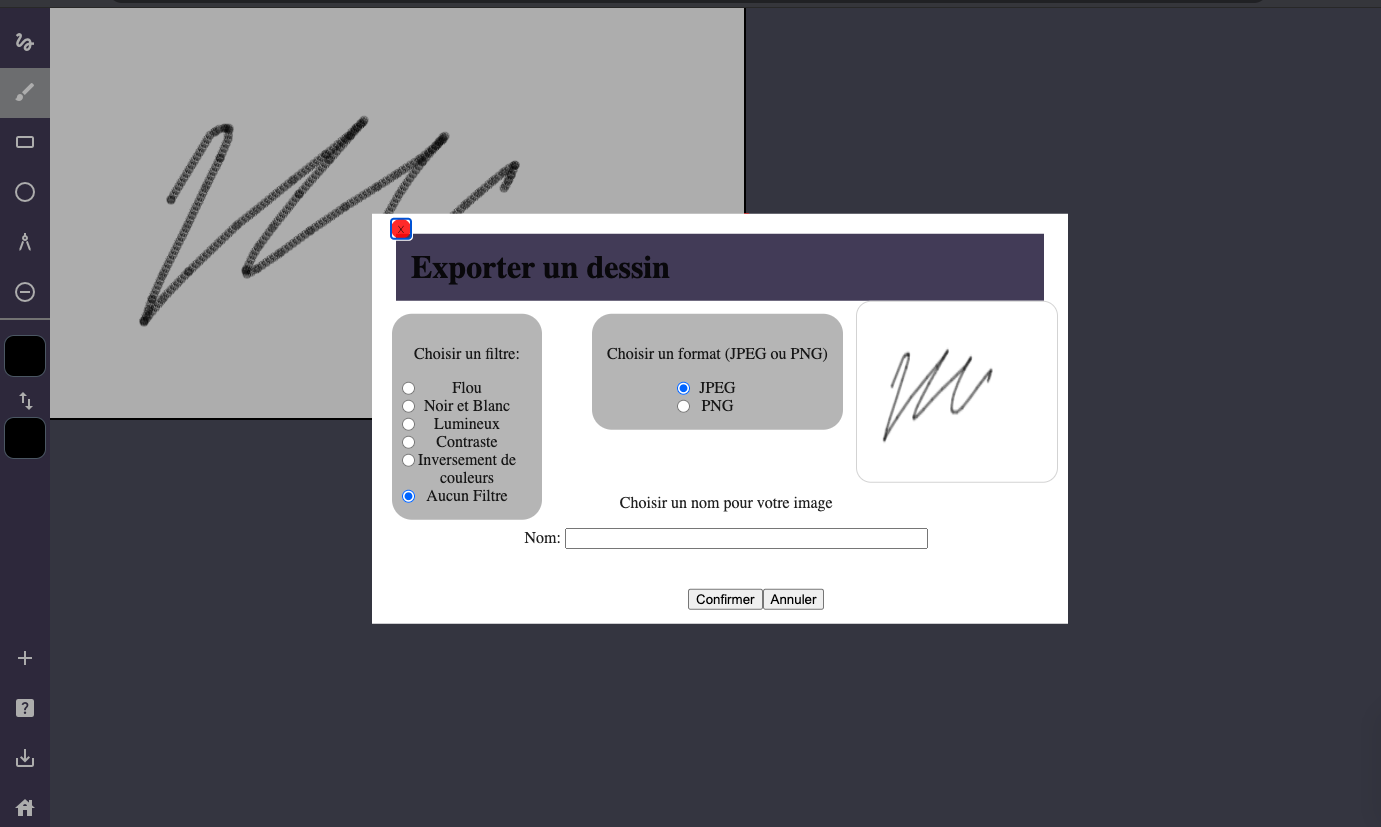 X
Exporter un dessin
Choisir un filtre:
Flou
Noir et Blanc
Lumineux
Contraste
Inversement de
couleurs
Aucun Filtre
Choisir un format (JPEG ou PNG)
JPEG
PNG
Choisir un nom pour votre image
Nom:
Confirmer
Annuler
?